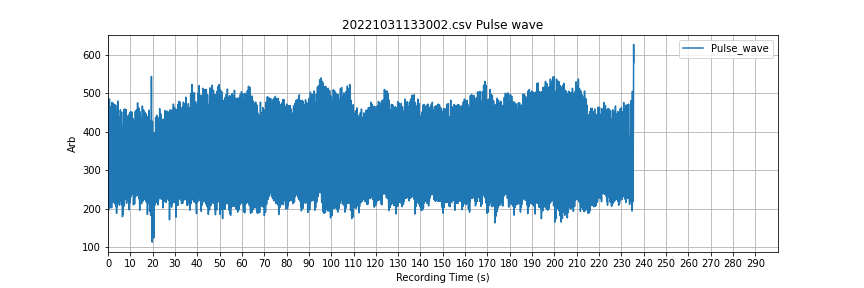 20221031133002.csv Pulse wave
Pulse_wave
600
500
400
300
200
100
Arb
0 10 20 30 40 50 60 70 80 90 100 110 120 130 140 150 160 170 180 190 200 210 220 230 240 250 260 270 280 290
Recording Time (s)